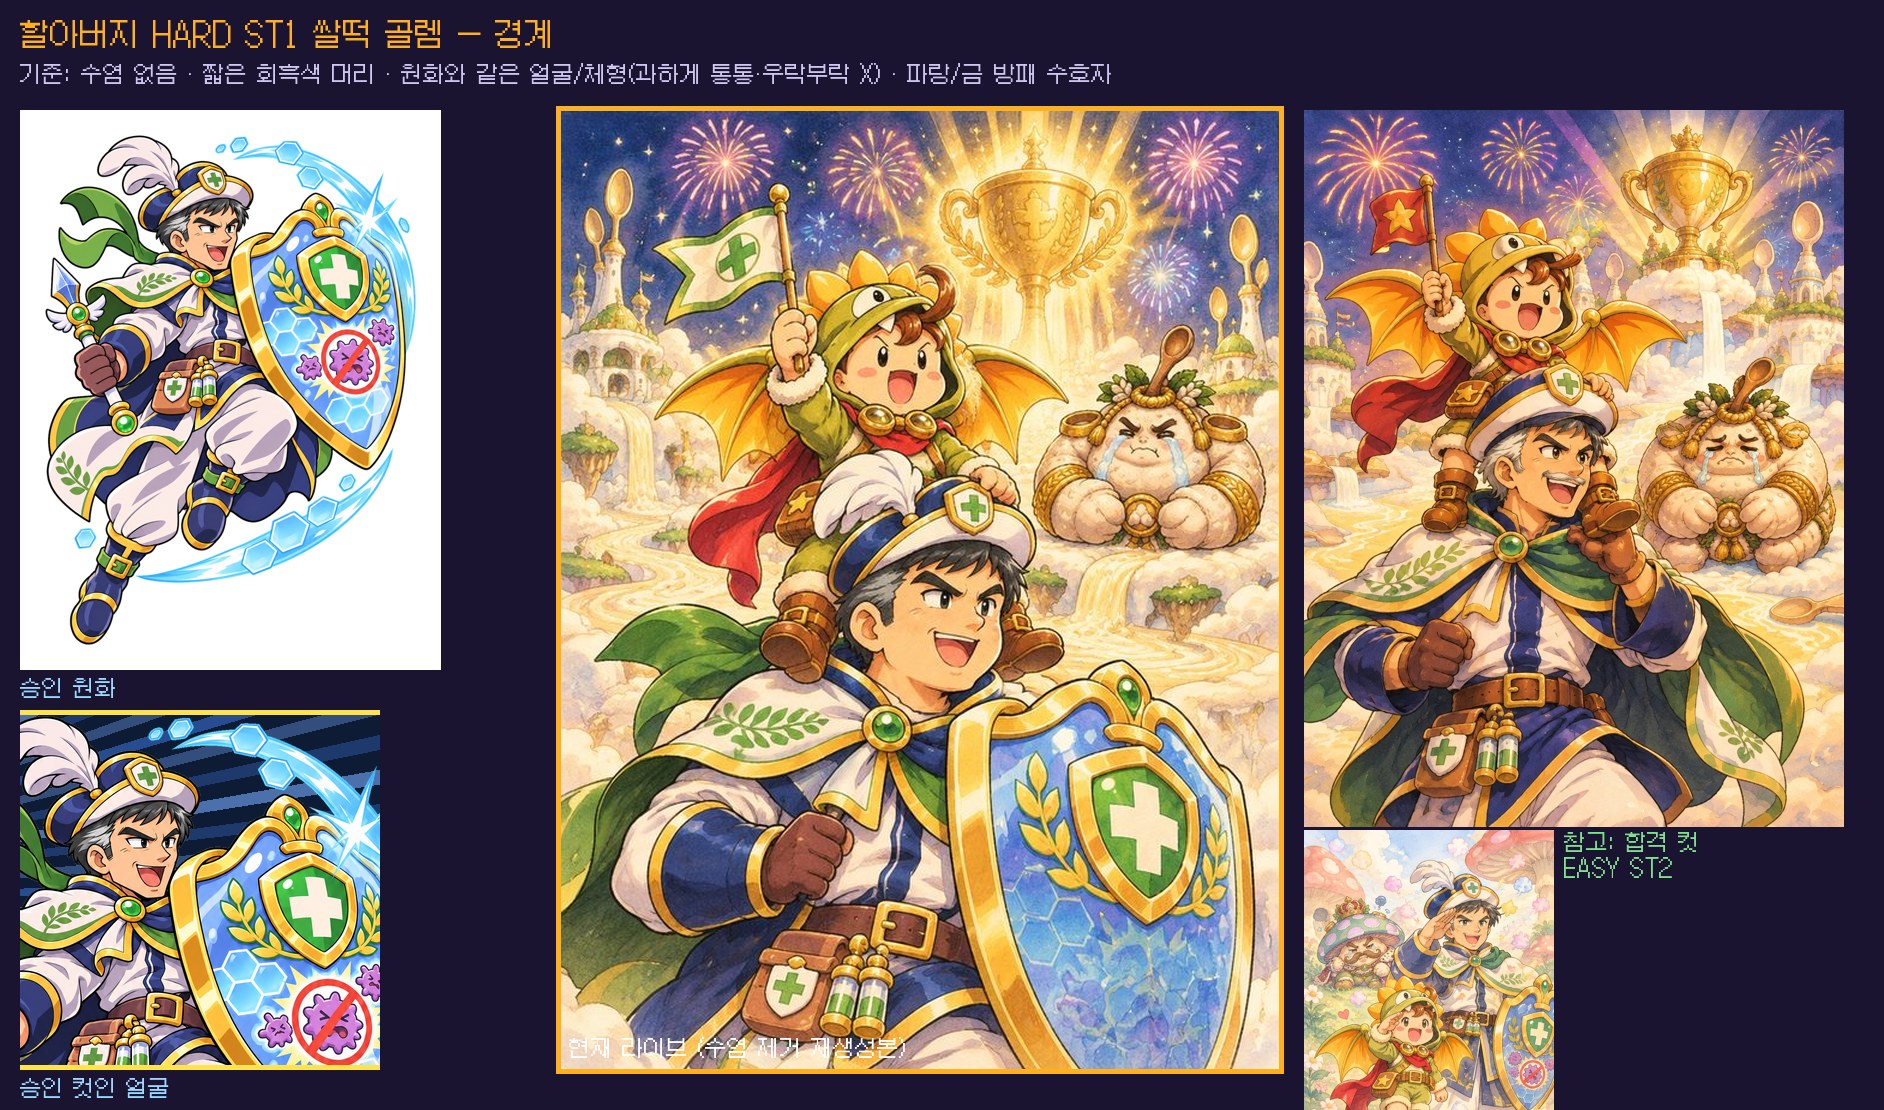 할아버지 HARD ST1 쌀떡 골렘 — 경계
기준: 수염 없음 · 짧은 회흑색 머리 · 원화와 같은 얼굴/체형(과하게 통통·우락부락 X) · 파랑/금 방패 수호자
승인 원화
승인 컷인 얼굴
현재 라이브 (수염 제거 재생성본)
참고: 합격 컷
EASY ST2